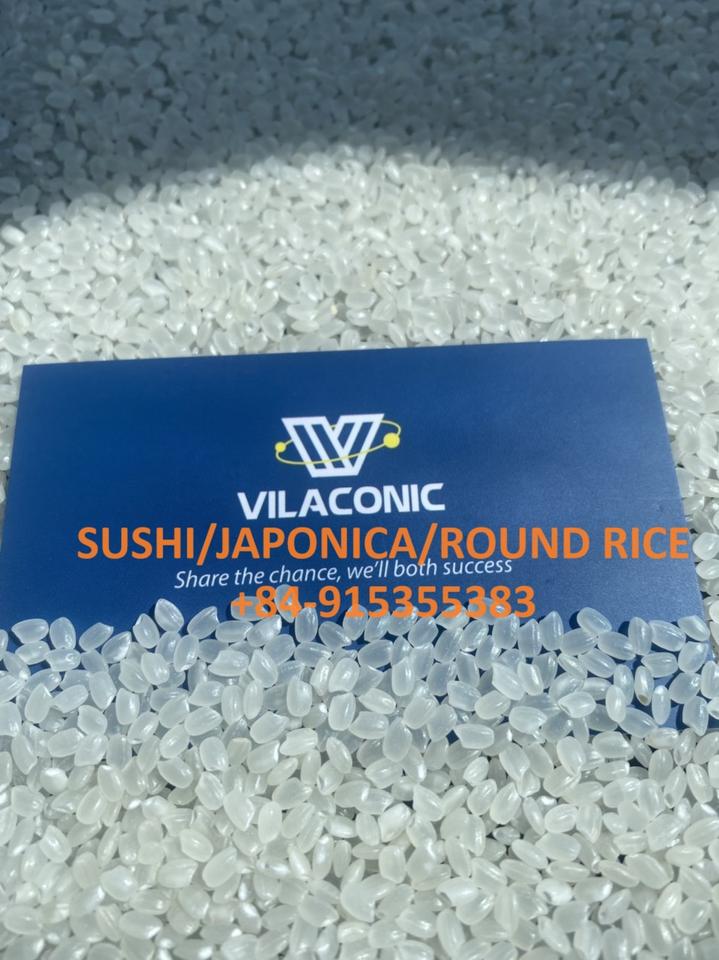 VILACONIC
SUSHI/JAPONICA/ROUND RICE
Share the chance, we'll both success
+84-915355383